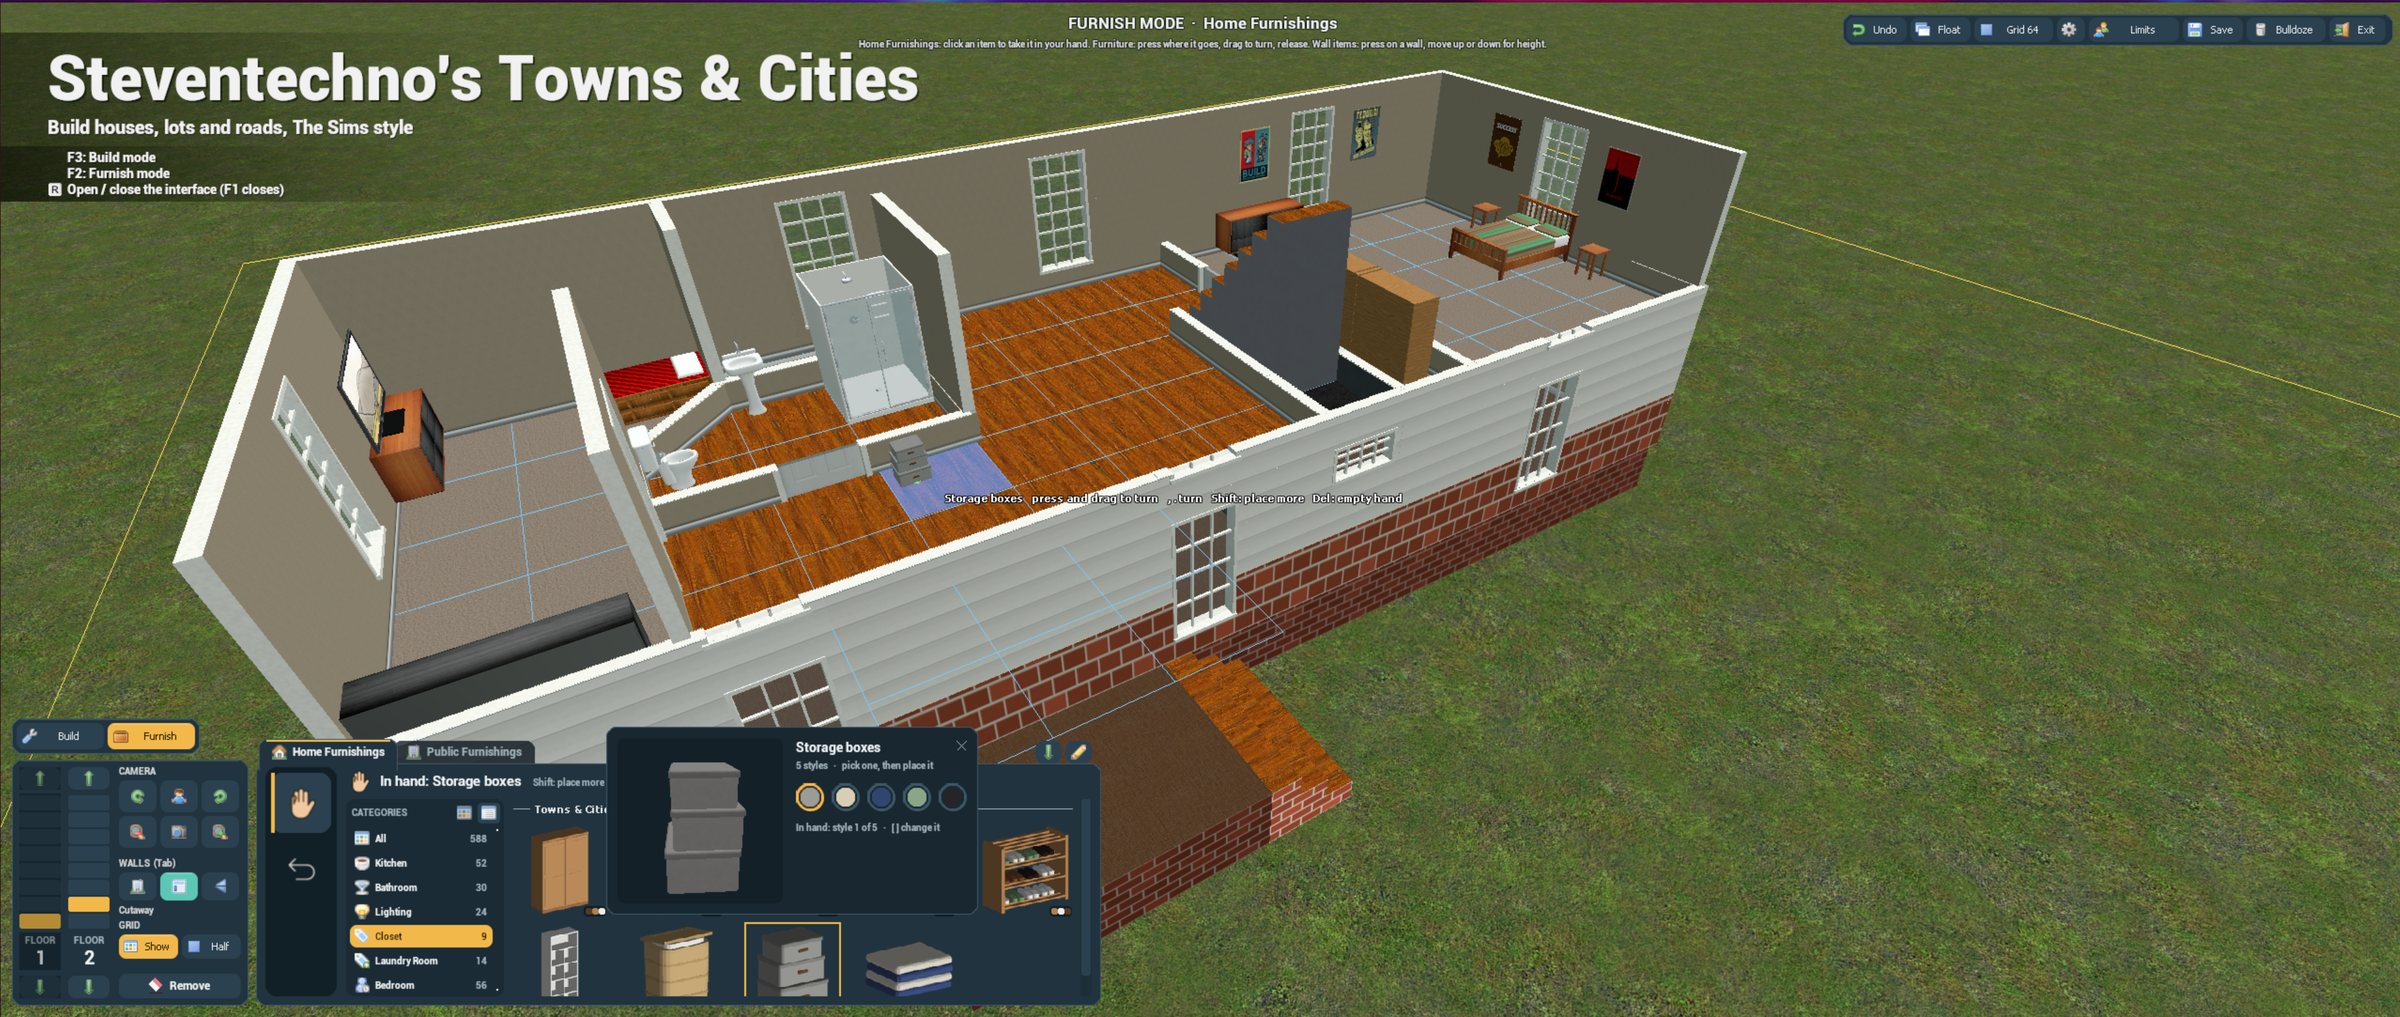 FURNISH MODE · Home Furnishings
Home Furnishings: click an item to take it in your hand. Furniture: press where it goes, drag to turn, release. Wall items: press on a wall, move up or down for height.
Undo
Float
Grid 64
Limits
Save
Bulldoze
Exit
Steventechno's Towns & Cities
Build houses, lots and roads, The Sims style
F3: Build mode
F2: Furnish mode
R Open / close the interface (F1 closes)
BUILD
SUCCESS
Storage boxes press and drag to turn , . turn Shift: place more Del: empty hand
Build
Furnish
CAMERA
WALLS (Tab)
Cutaway
GRID
Show
Half
Remove
FLOOR
1
FLOOR
2
Home Furnishings
Public Furnishings
In hand: Storage boxes Shift: place more
CATEGORIES
All 588
Kitchen 52
Bathroom 30
Lighting 24
Closet 9
Laundry Room 14
Bedroom 56
Towns & Citie
Storage boxes
5 styles · pick one, then place it
In hand: style 1 of 5 · [ ] change it